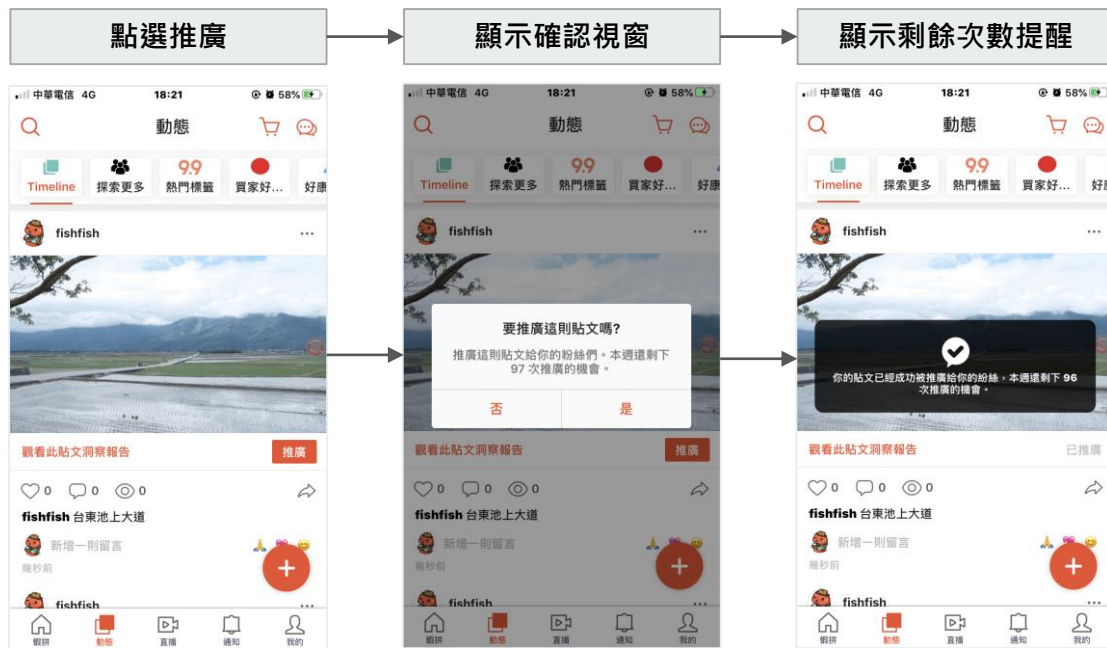 點選推廣
顯示確認視窗
顯示剩餘次數提醒
中華電信 4G 18:21 58%
動態
9.9
Timeline 探索更多 熱門標籤 買家好... 好康
fishfish
觀看此貼文洞察報告 推廣
0 0 0
fishfish 台東池上大道
新增一則留言
幾秒前
fishfish
蝦拼 動態 直播 通知 我的
中華電信 4G 18:21 58%
動態
9.9
Timeline 探索更多 熱門標籤 買家好... 好康
fishfish
要推廣這則貼文嗎?
推廣這則貼文給你的粉絲們。本週還剩下
97 次推廣的機會。
否 是
觀看此貼文洞察報告 推廣
0 0 0
fishfish 台東池上大道
新增一則留言
幾秒前
fishfish
蝦拼 動態 直播 通知 我的
中華電信 4G 18:21 58%
動態
9.9
Timeline 探索更多 熱門標籤 買家好... 好
fishfish
你的貼文已經成功被推廣給你的紛絲,本週還剩下 96
次推廣的機會。
觀看此貼文洞察報告 已推廣
0 0 0
fishfish 台東池上大道
新增一則留言
幾秒前
fishfish
蝦拼 動態 直播 通知 我的